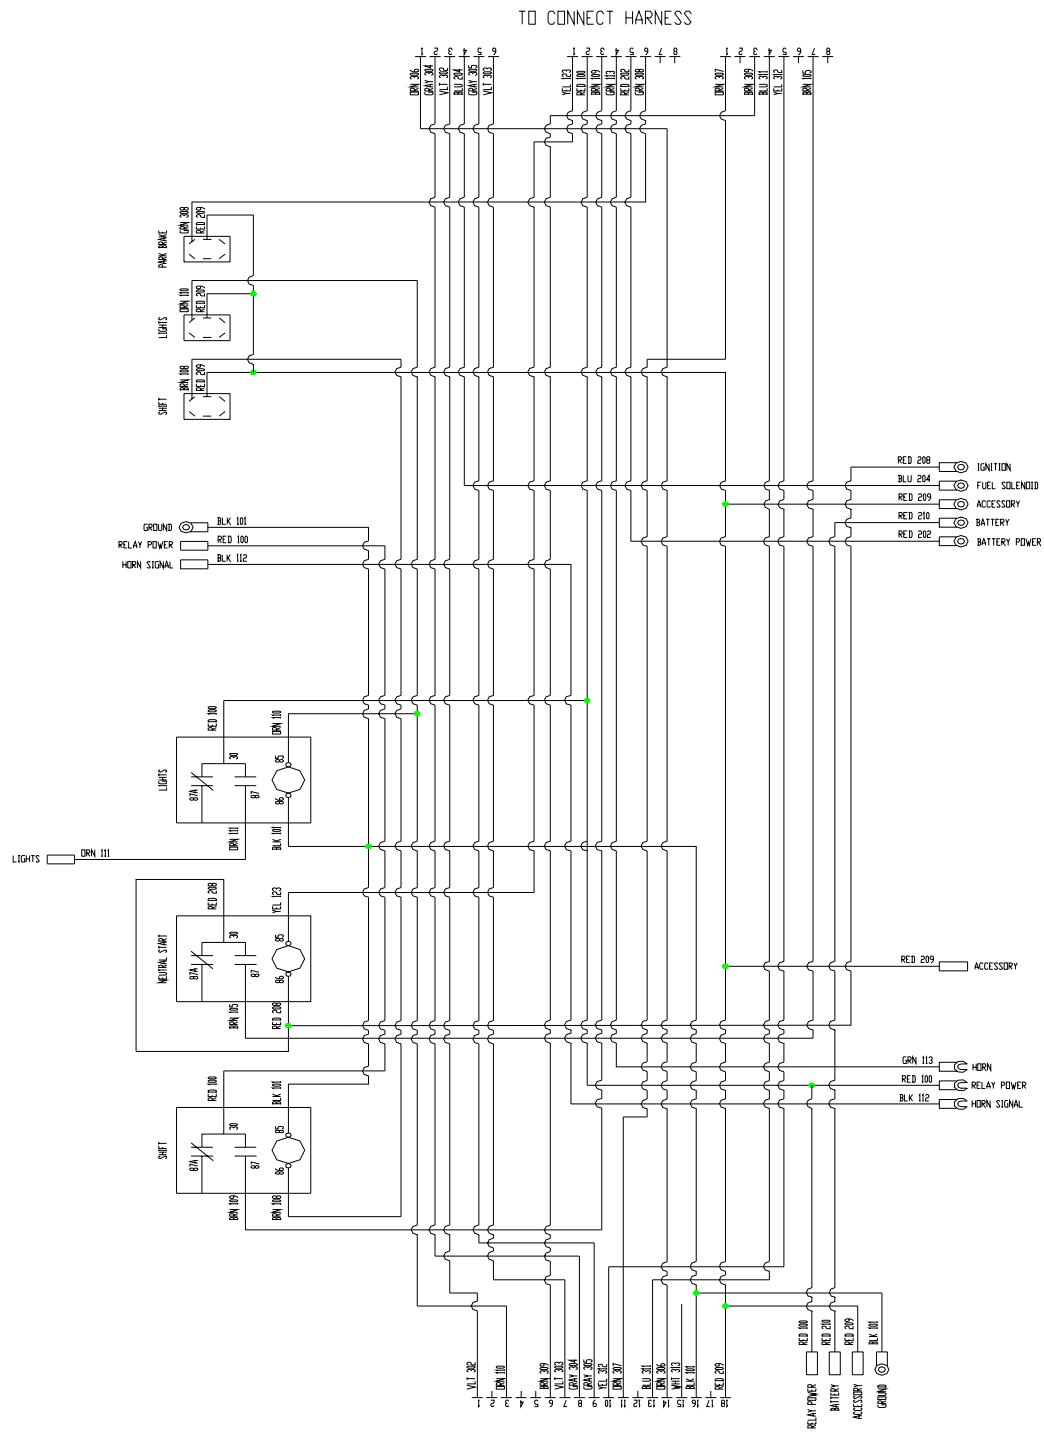 TO CONNECT HARNESS
1 2 3 4 5 6
1 2 3 4 5 6 7 8
1 2 3 4 5 6 7 8
ORN 306
GRAY 304
VLT 302
BLU 204
GRAY 305
VLT 303
YEL 123
RED 100
BRN 109
GRN 113
RED 202
GRN 308
ORN 307
BRN 309
BLU 311
YEL 312
BRN 105
PARK BRAKE
GRN 308
RED 209
LIGHTS
ORN 110
RED 209
SHIFT
BRN 108
RED 209
RED 208 IGNITION
BLU 204 FUEL SOLENOID
RED 209 ACCESSORY
RED 210 BATTERY
RED 202 BATTERY POWER
GROUND BLK 101
RELAY POWER RED 100
HORN SIGNAL BLK 112
LIGHTS
RED 100
ORN 110
30
85
87A
87
86
ORN 111
BLK 101
LIGHTS ORN 111
NEUTRAL START
RED 208
YEL 123
30
85
87A
87
86
BRN 105
RED 208
RED 209 ACCESSORY
GRN 113 HORN
RED 100 RELAY POWER
BLK 112 HORN SIGNAL
SHIFT
RED 100
BLK 101
30
85
87A
87
86
BRN 109
BRN 108
VLT 302
ORN 110
BRN 309
VLT 303
GRAY 304
GRAY 305
YEL 312
ORN 307
BLU 311
ORN 306
WHT 313
BLK 101
RED 209
1 2 3 4 5 6 7 8 9 10 11 12 13 14 15 16 17 18
RED 100
RED 210
RED 209
BLK 101
RELAY POWER
BATTERY
ACCESSORY
GROUND